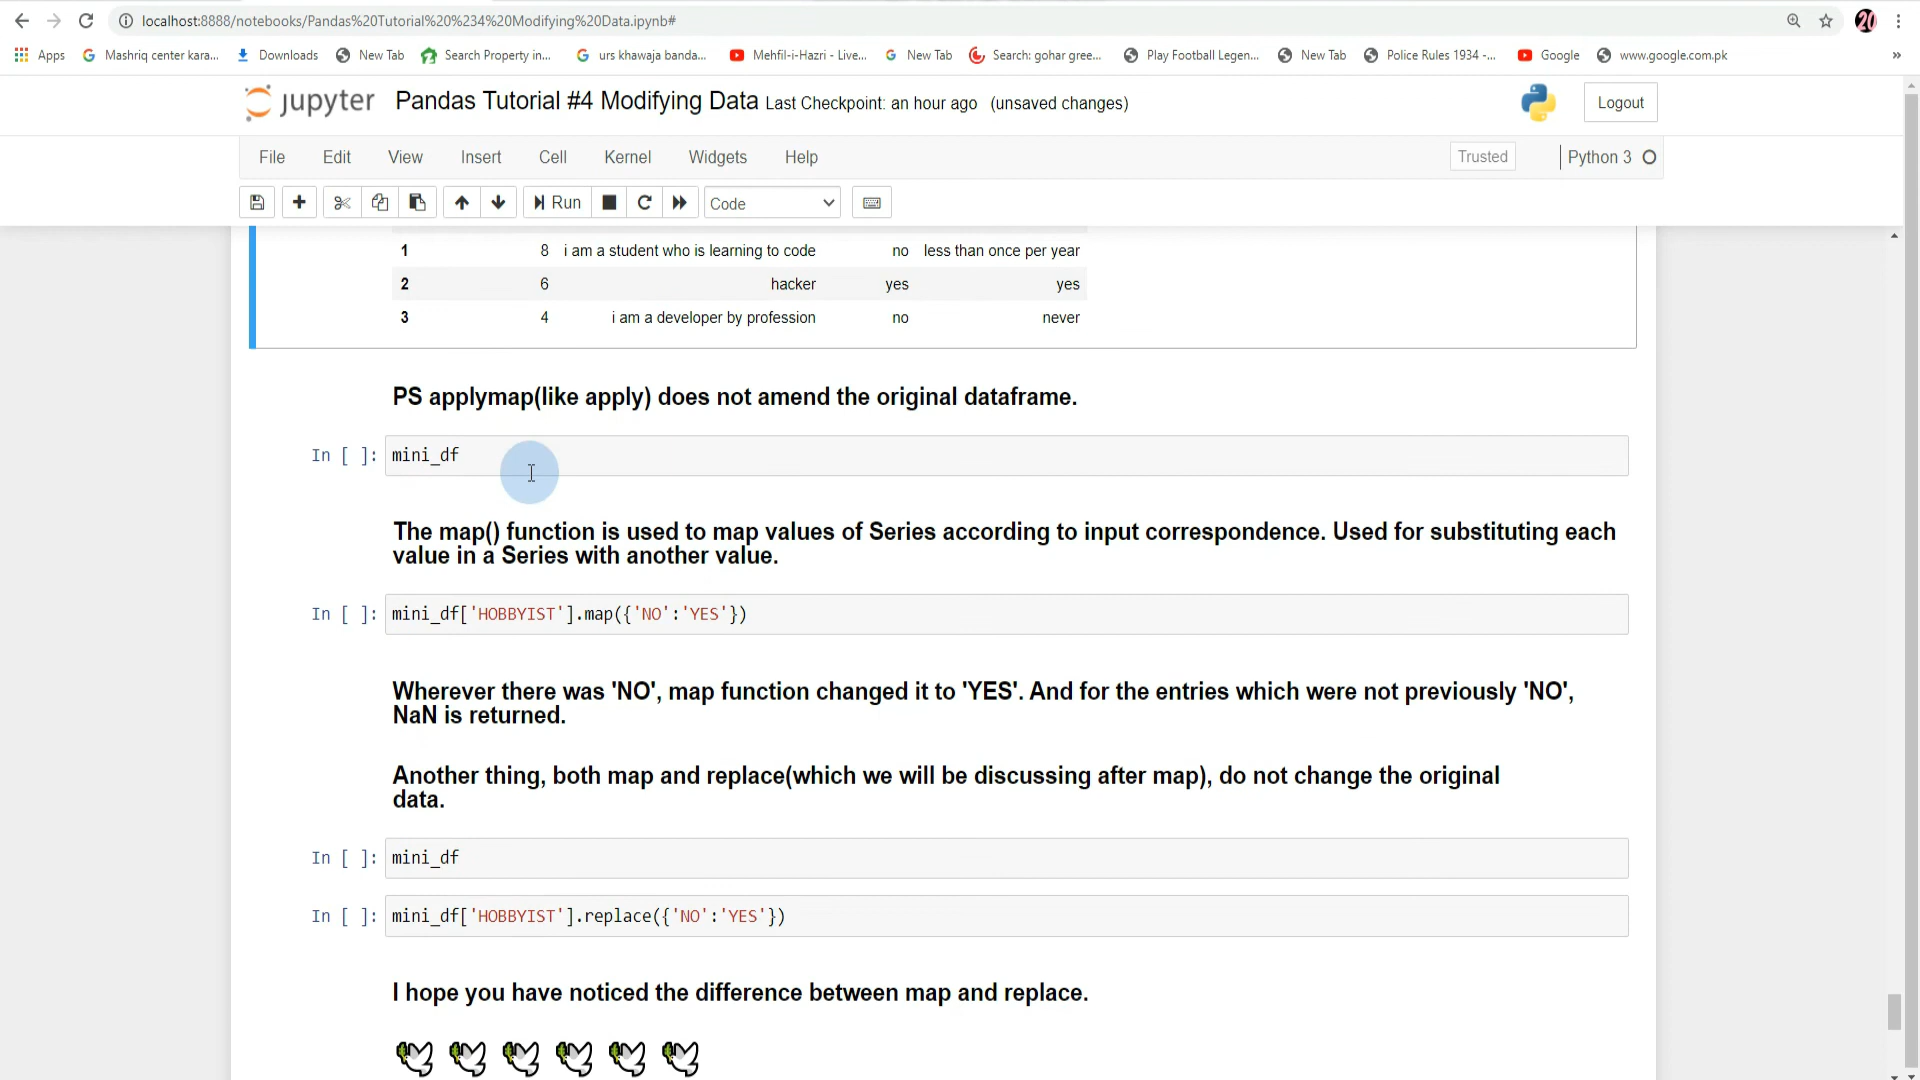 localhost:8888/notebooks/Pandas%20Tutorial%20%234%20Modifying%20Data.ipynb#
20
Apps Mashriq center kara... Downloads New Tab Search Property in... urs khawaja banda... Mehfil-i-Hazri - Live... New Tab Search: gohar gree... Play Football Legen... New Tab Police Rules 1934 -... Google www.google.com.pk »
jupyter Pandas Tutorial #4 Modifying Data Last Checkpoint: an hour ago (unsaved changes) Logout
File Edit View Insert Cell Kernel Widgets Help Trusted Python 3
Run Code
1 8 i am a student who is learning to code no less than once per year
2 6 hacker yes yes
3 4 i am a developer by profession no never
PS applymap(like apply) does not amend the original dataframe.
In [ ]: mini_df
The map() function is used to map values of Series according to input correspondence. Used for substituting each
value in a Series with another value.
In [ ]: mini_df['HOBBYIST'].map({'NO':'YES'})
Wherever there was 'NO', map function changed it to 'YES'. And for the entries which were not previously 'NO',
NaN is returned.
Another thing, both map and replace(which we will be discussing after map), do not change the original
data.
In [ ]: mini_df
In [ ]: mini_df['HOBBYIST'].replace({'NO':'YES'})
I hope you have noticed the difference between map and replace.